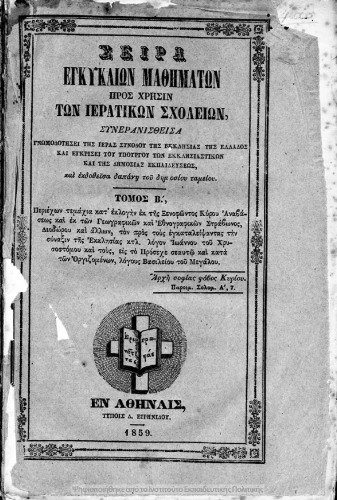 ΣΕΙΡΑ
ΕΓΚΥΚΛΙΩΝ ΜΑΘΗΜΑΤΩΝ
ΠΡΟΣ ΧΡΗΣΙΝ
ΤΩΝ ΙΕΡΑΤΙΚΩΝ ΣΧΟΛΕΙΩΝ,
ΣΥΝΕΡΑΝΙΣΘΕΙΣΑ
ΓΝΩΜΟΔΟΤΗΣΕΙ ΤΗΣ ΙΕΡΑΣ ΣΥΝΟΔΟΥ ΤΗΣ ΕΚΚΛΗΣΙΑΣ ΤΗΣ ΕΛΛΑΔΟΣ
ΚΑΙ ΕΓΚΡΙΣΕΙ ΤΟΥ ΥΠΟΥΡΓΟΥ ΤΩΝ ΕΚΚΛΗΣΙΑΣΤΙΚΩΝ
ΚΑΙ ΤΗΣ ΔΗΜΟΣΙΑΣ ΕΚΠΑΙΔΕΥΣΕΩΣ,
καὶ ἐκδοθεῖσα δαπάνῃ τοῦ δημοσίου ταμείου.
ΤΟΜΟΣ Β΄.,
Περιέχων τεμάχια κατ' ἐκλογὴν ἐκ τῆς Ξενοφῶντος Κύρου Ἀναβά-
σεως καὶ ἐκ τῶν Γεωγραφικῶν καὶ Ἐθνογραφικῶν Στράβωνος,
Διοδώρου καὶ ἄλλων, τὸν πρὸς τοὺς ἐγκαταλείψαντας τὴν
σύναξιν τῆς Ἐκκλησίας κτλ. λόγον Ἰωάννου τοῦ Χρυ-
σοστόμου καὶ τοὺς, εἰς τὸ Πρόσεχε σεαυτῷ καὶ κατὰ
τῶν Ὀργιζομένων, λόγους Βασιλείου τοῦ Μεγάλου.
Ἀρχὴ σοφίας φόβος Κυρίου.
Παροιμ. Σολομ. Α΄, 7.
ΕΝ ΑΘΗΝΑΙΣ,
ΤΥΠΟΙΣ Δ. ΕΙΡΗΝΙΔΟΥ.
1859.
Ψηφιοποιήθηκε από το Ινστιτούτο Εκπαιδευτικής Πολιτικής